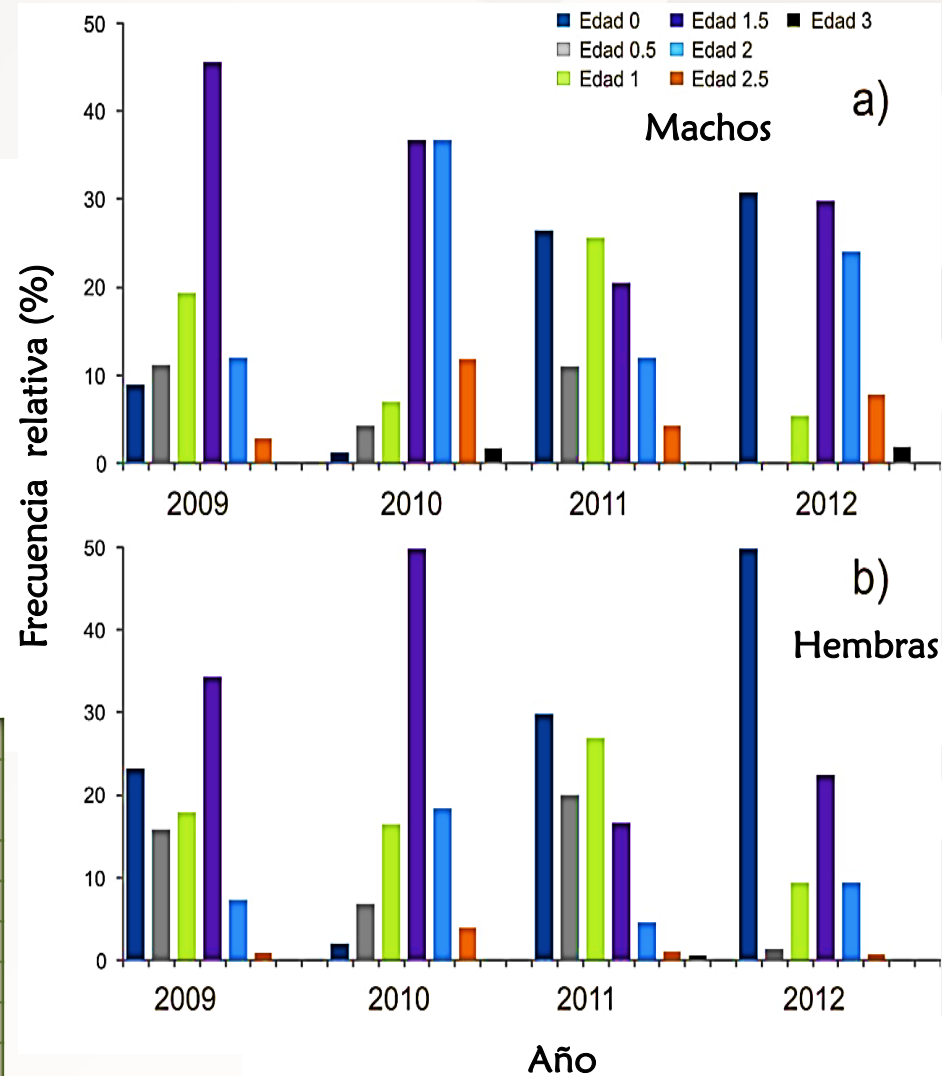 50
40
30
20
10
0
Edad 0
Edad 1.5
Edad 3
Edad 0.5
Edad 2
Edad 1
Edad 2.5
a)
Machos
2009
2010
2011
2012
Frecuencia relativa (%)
50
40
30
20
10
0
b)
Hembras
2009
2010
2011
2012
Año